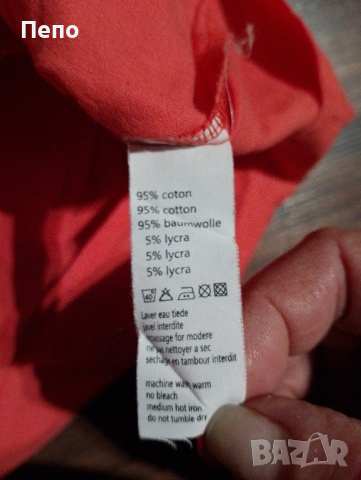 Пепо
95% coton
95% cotton
95% baumwolle
5% lycra
5% lycra
5% lycra
40
Laver eau tiede
javel interdite
massage for modere
ne pas nettoyer a sec
sechage en tambour interdit
machine wash warm
no bleach
medium hot iron
do not tumble dry
BAZAR
bg